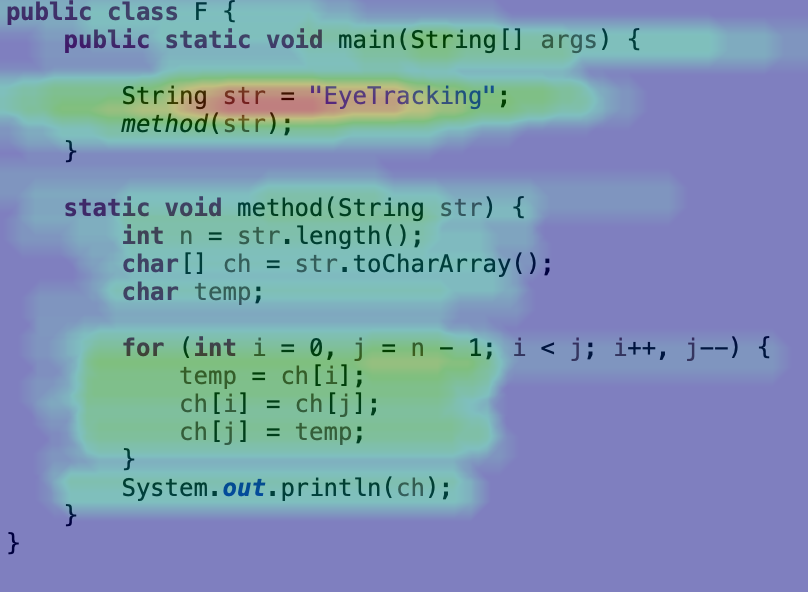 public class F {
    public static void main(String[] args) {

        String str = "EyeTracking";
        method(str);
    }

    static void method(String str) {
        int n = str.length();
        char[] ch = str.toCharArray();
        char temp;

        for (int i = 0, j = n - 1; i < j; i++, j--) {
            temp = ch[i];
            ch[i] = ch[j];
            ch[j] = temp;
        }
        System.out.println(ch);
    }
}